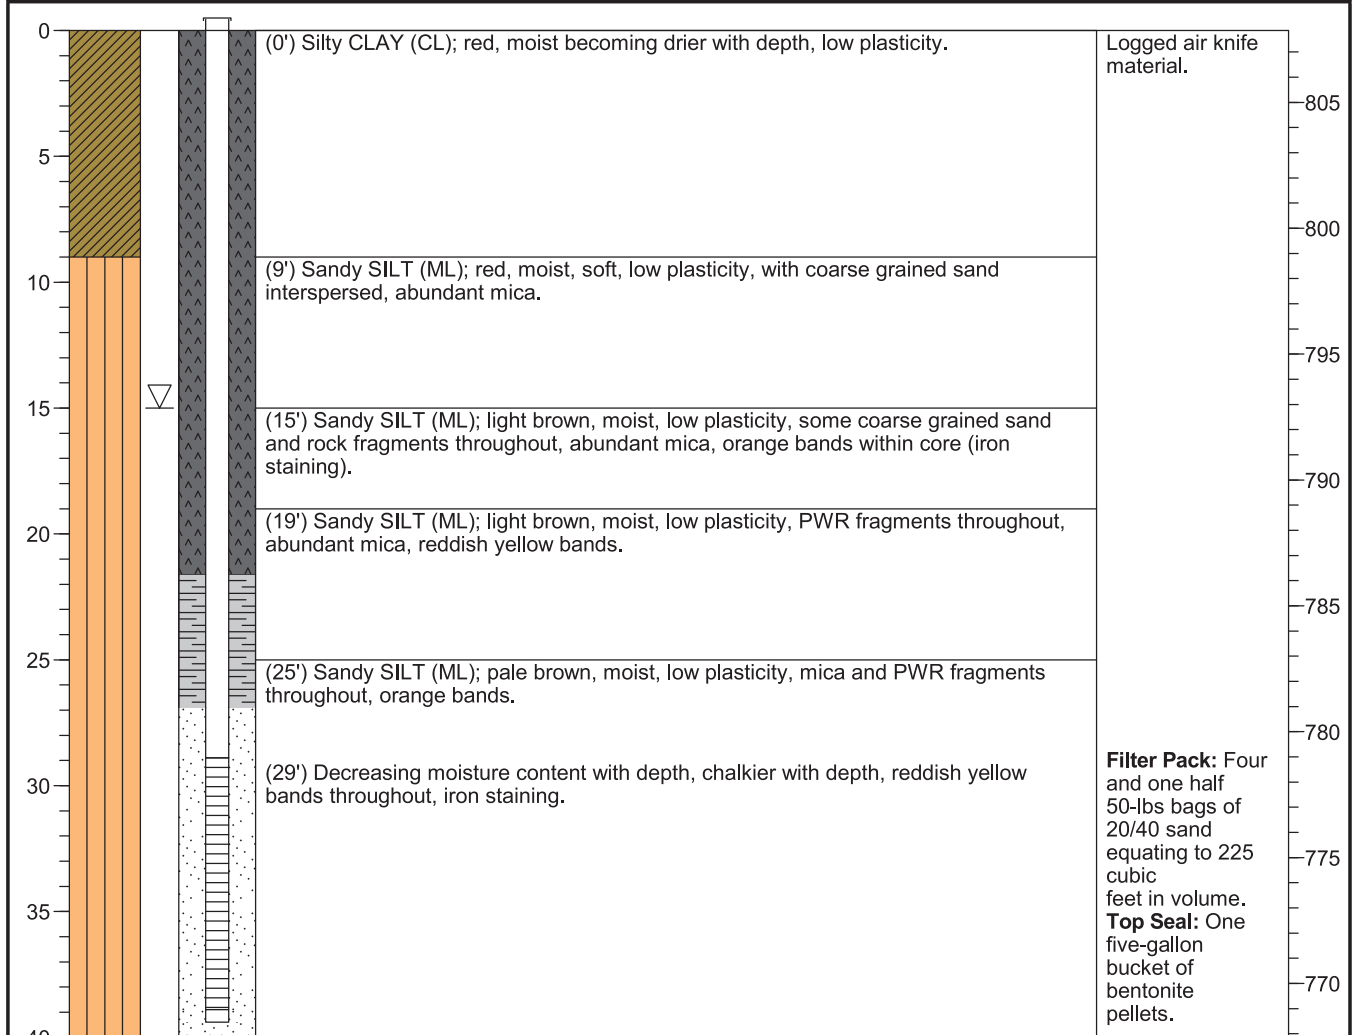 0
5
10
15
20
25
30
35
40
(0') Silty CLAY (CL); red, moist becoming drier with depth, low plasticity.
(9') Sandy SILT (ML); red, moist, soft, low plasticity, with coarse grained sand
interspersed, abundant mica.
(15') Sandy SILT (ML); light brown, moist, low plasticity, some coarse grained sand
and rock fragments throughout, abundant mica, orange bands within core (iron
staining).
(19') Sandy SILT (ML); light brown, moist, low plasticity, PWR fragments throughout,
abundant mica, reddish yellow bands.
(25') Sandy SILT (ML); pale brown, moist, low plasticity, mica and PWR fragments
throughout, orange bands.
(29') Decreasing moisture content with depth, chalkier with depth, reddish yellow
bands throughout, iron staining.
Logged air knife
material.
Filter Pack: Four
and one half
50-lbs bags of
20/40 sand
equating to 225
cubic
feet in volume.
Top Seal: One
five-gallon
bucket of
bentonite
pellets.
805
800
795
790
785
780
775
770